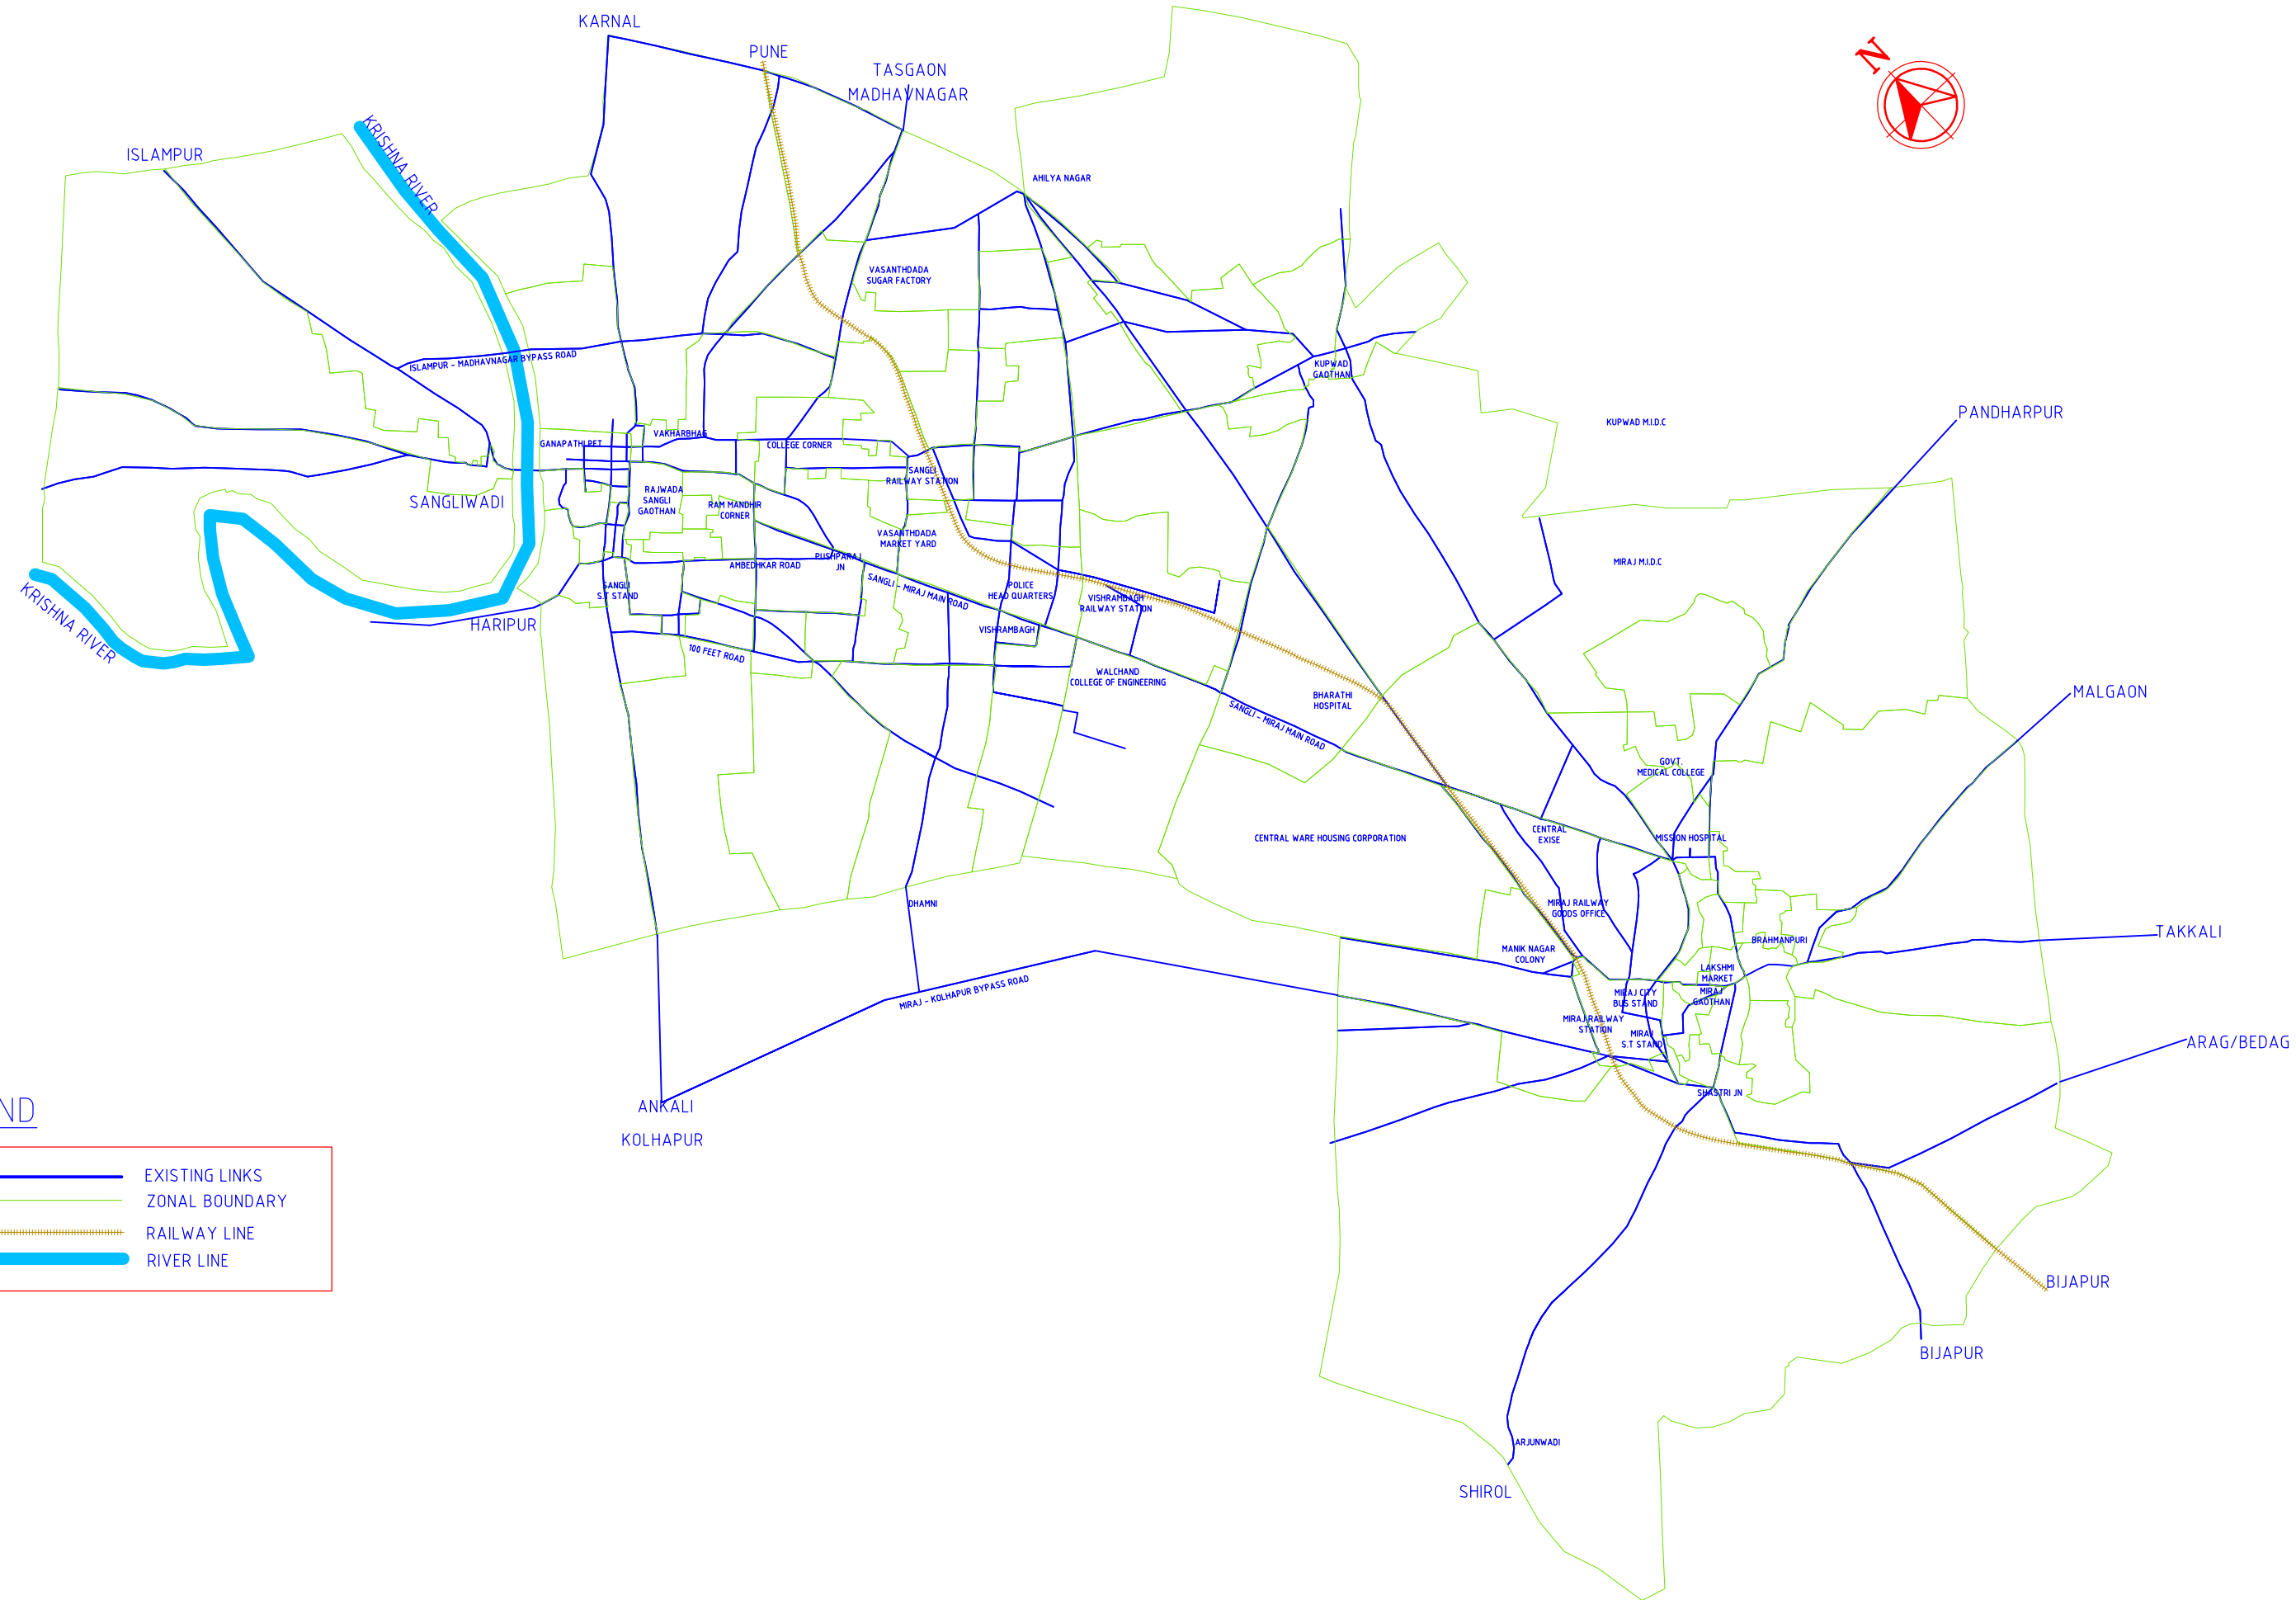 KARNAL
PUNE
TASGAON
MADHAVNAGAR
N
KRISHNA RIVER
ISLAMPUR
AHILYA NAGAR
VASANTHDADA
SUGAR FACTORY
ISLAMPUR - MADHAVNAGAR BYPASS ROAD
KUPWAD
GAOTHAN
KUPWAD M.I.D.C
PANDHARPUR
GANAPATHI PET
VAKHARBHAG
COLLEGE CORNER
SANGLI
RAILWAY STATION
SANGLIWADI
RAJWADA
SANGLI
GAOTHAN
RAM MANDHIR
CORNER
VASANTHDADA
MARKET YARD
PUSHPARAJ
JN
AMBEDHKAR ROAD
MIRAJ M.I.D.C
SANGLI
S.T STAND
SANGLI - MIRAJ MAIN ROAD
POLICE
HEAD QUARTERS
VISHRAMBAGH
RAILWAY STATION
KRISHNA RIVER
HARIPUR
VISHRAMBAGH
100 FEET ROAD
WALCHAND
COLLEGE OF ENGINEERING
BHARATHI
HOSPITAL
SANGLI - MIRAJ MAIN ROAD
MALGAON
GOVT.
MEDICAL COLLEGE
CENTRAL WARE HOUSING CORPORATION
CENTRAL
EXISE
MISSION HOSPITAL
DHAMNI
MIRAJ RAILWAY
GOODS OFFICE
MANIK NAGAR
COLONY
BRAHMANPURI
TAKKALI
LAKSHMI
MARKET
MIRAJ
GAOTHAN
MIRAJ CITY
BUS STAND
MIRAJ - KOLHAPUR BYPASS ROAD
MIRAJ RAILWAY
STATION
MIRAJ
S.T STAND
ARAG/BEDAG
SHASTRI JN
ANKALI
KOLHAPUR
ND
EXISTING LINKS
ZONAL BOUNDARY
RAILWAY LINE
RIVER LINE
BIJAPUR
BIJAPUR
ARJUNWADI
SHIROL